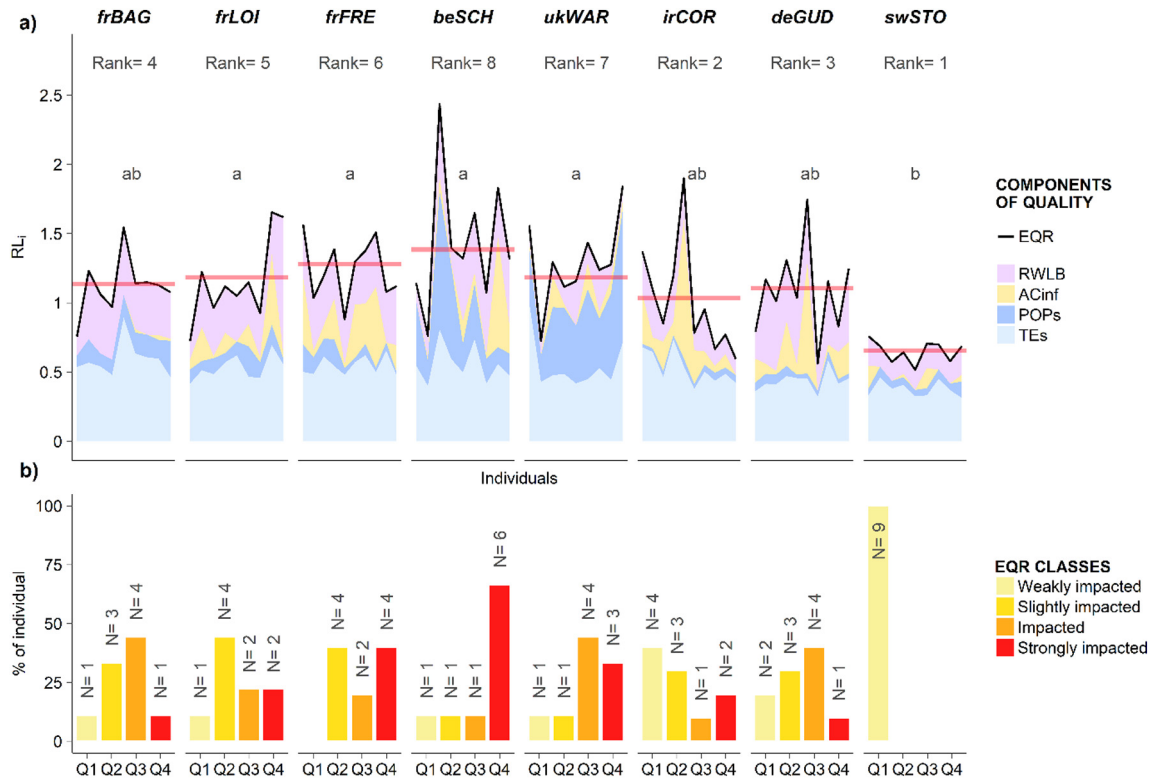 a) frBAG frLOI frFRE beSCH ukWAR irCOR deGUD swSTO
Rank= 4 Rank= 5 Rank= 6 Rank= 8 Rank= 7 Rank= 2 Rank= 3 Rank= 1
2.5
2
ab a a a a ab ab b
1.5
1
0.5
0
RLi
COMPONENTS
OF QUALITY
EQR
RWLB
ACinf
POPs
TEs
Individuals
b)
100
75
50
25
0
% of individual
N= 1 N= 3 N= 4 N= 1
N= 1 N= 4 N= 2 N= 2
N= 4 N= 2 N= 4
N= 1 N= 1 N= 1 N= 6
N= 1 N= 1 N= 4 N= 3
N= 4 N= 3 N= 1 N= 2
N= 2 N= 3 N= 4 N= 1
N= 9
Q1 Q2 Q3 Q4 Q1 Q2 Q3 Q4 Q1 Q2 Q3 Q4 Q1 Q2 Q3 Q4 Q1 Q2 Q3 Q4 Q1 Q2 Q3 Q4 Q1 Q2 Q3 Q4 Q1 Q2 Q3 Q4
EQR CLASSES
Weakly impacted
Slightly impacted
Impacted
Strongly impacted